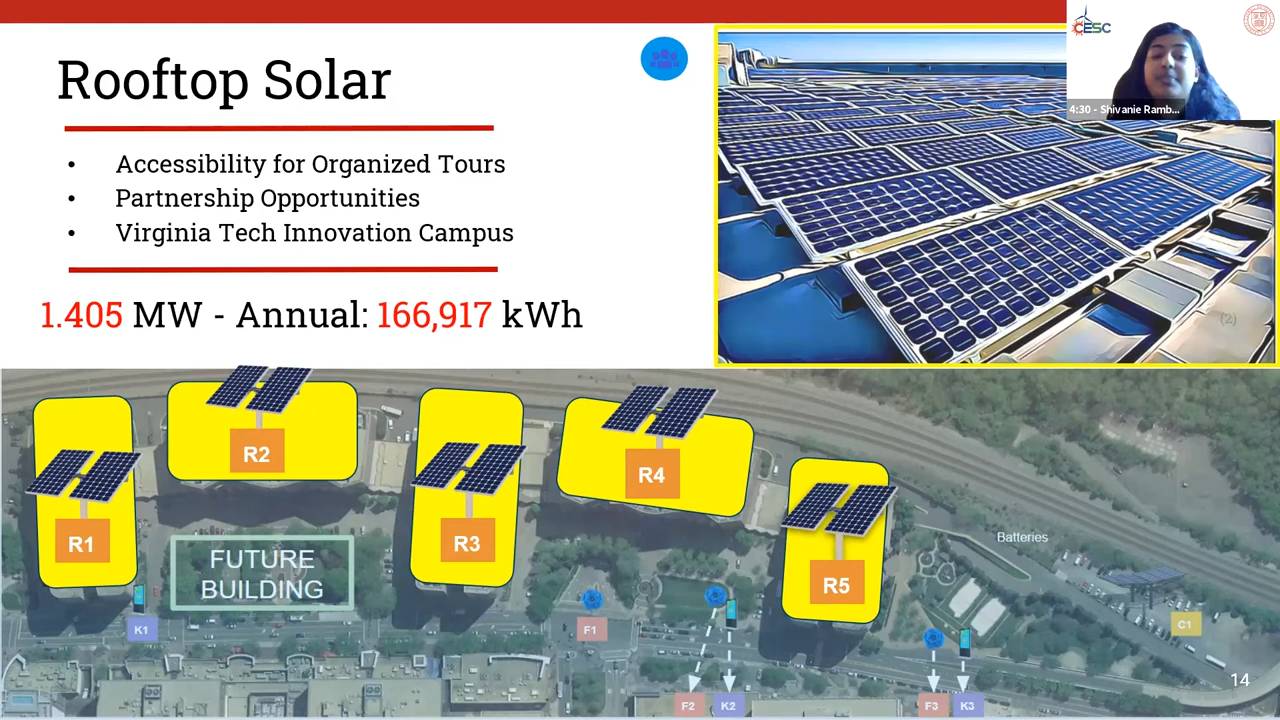 Rooftop Solar
• Accessibility for Organized Tours
• Partnership Opportunities
• Virginia Tech Innovation Campus
1.405 MW - Annual: 166,917 kWh
CESC
4:30 - Shivanie Ramb...
(2)
R1
R2
R3
R4
R5
FUTURE
BUILDING
Batteries
K1
F1
C1
F2
K2
F3
K3
14